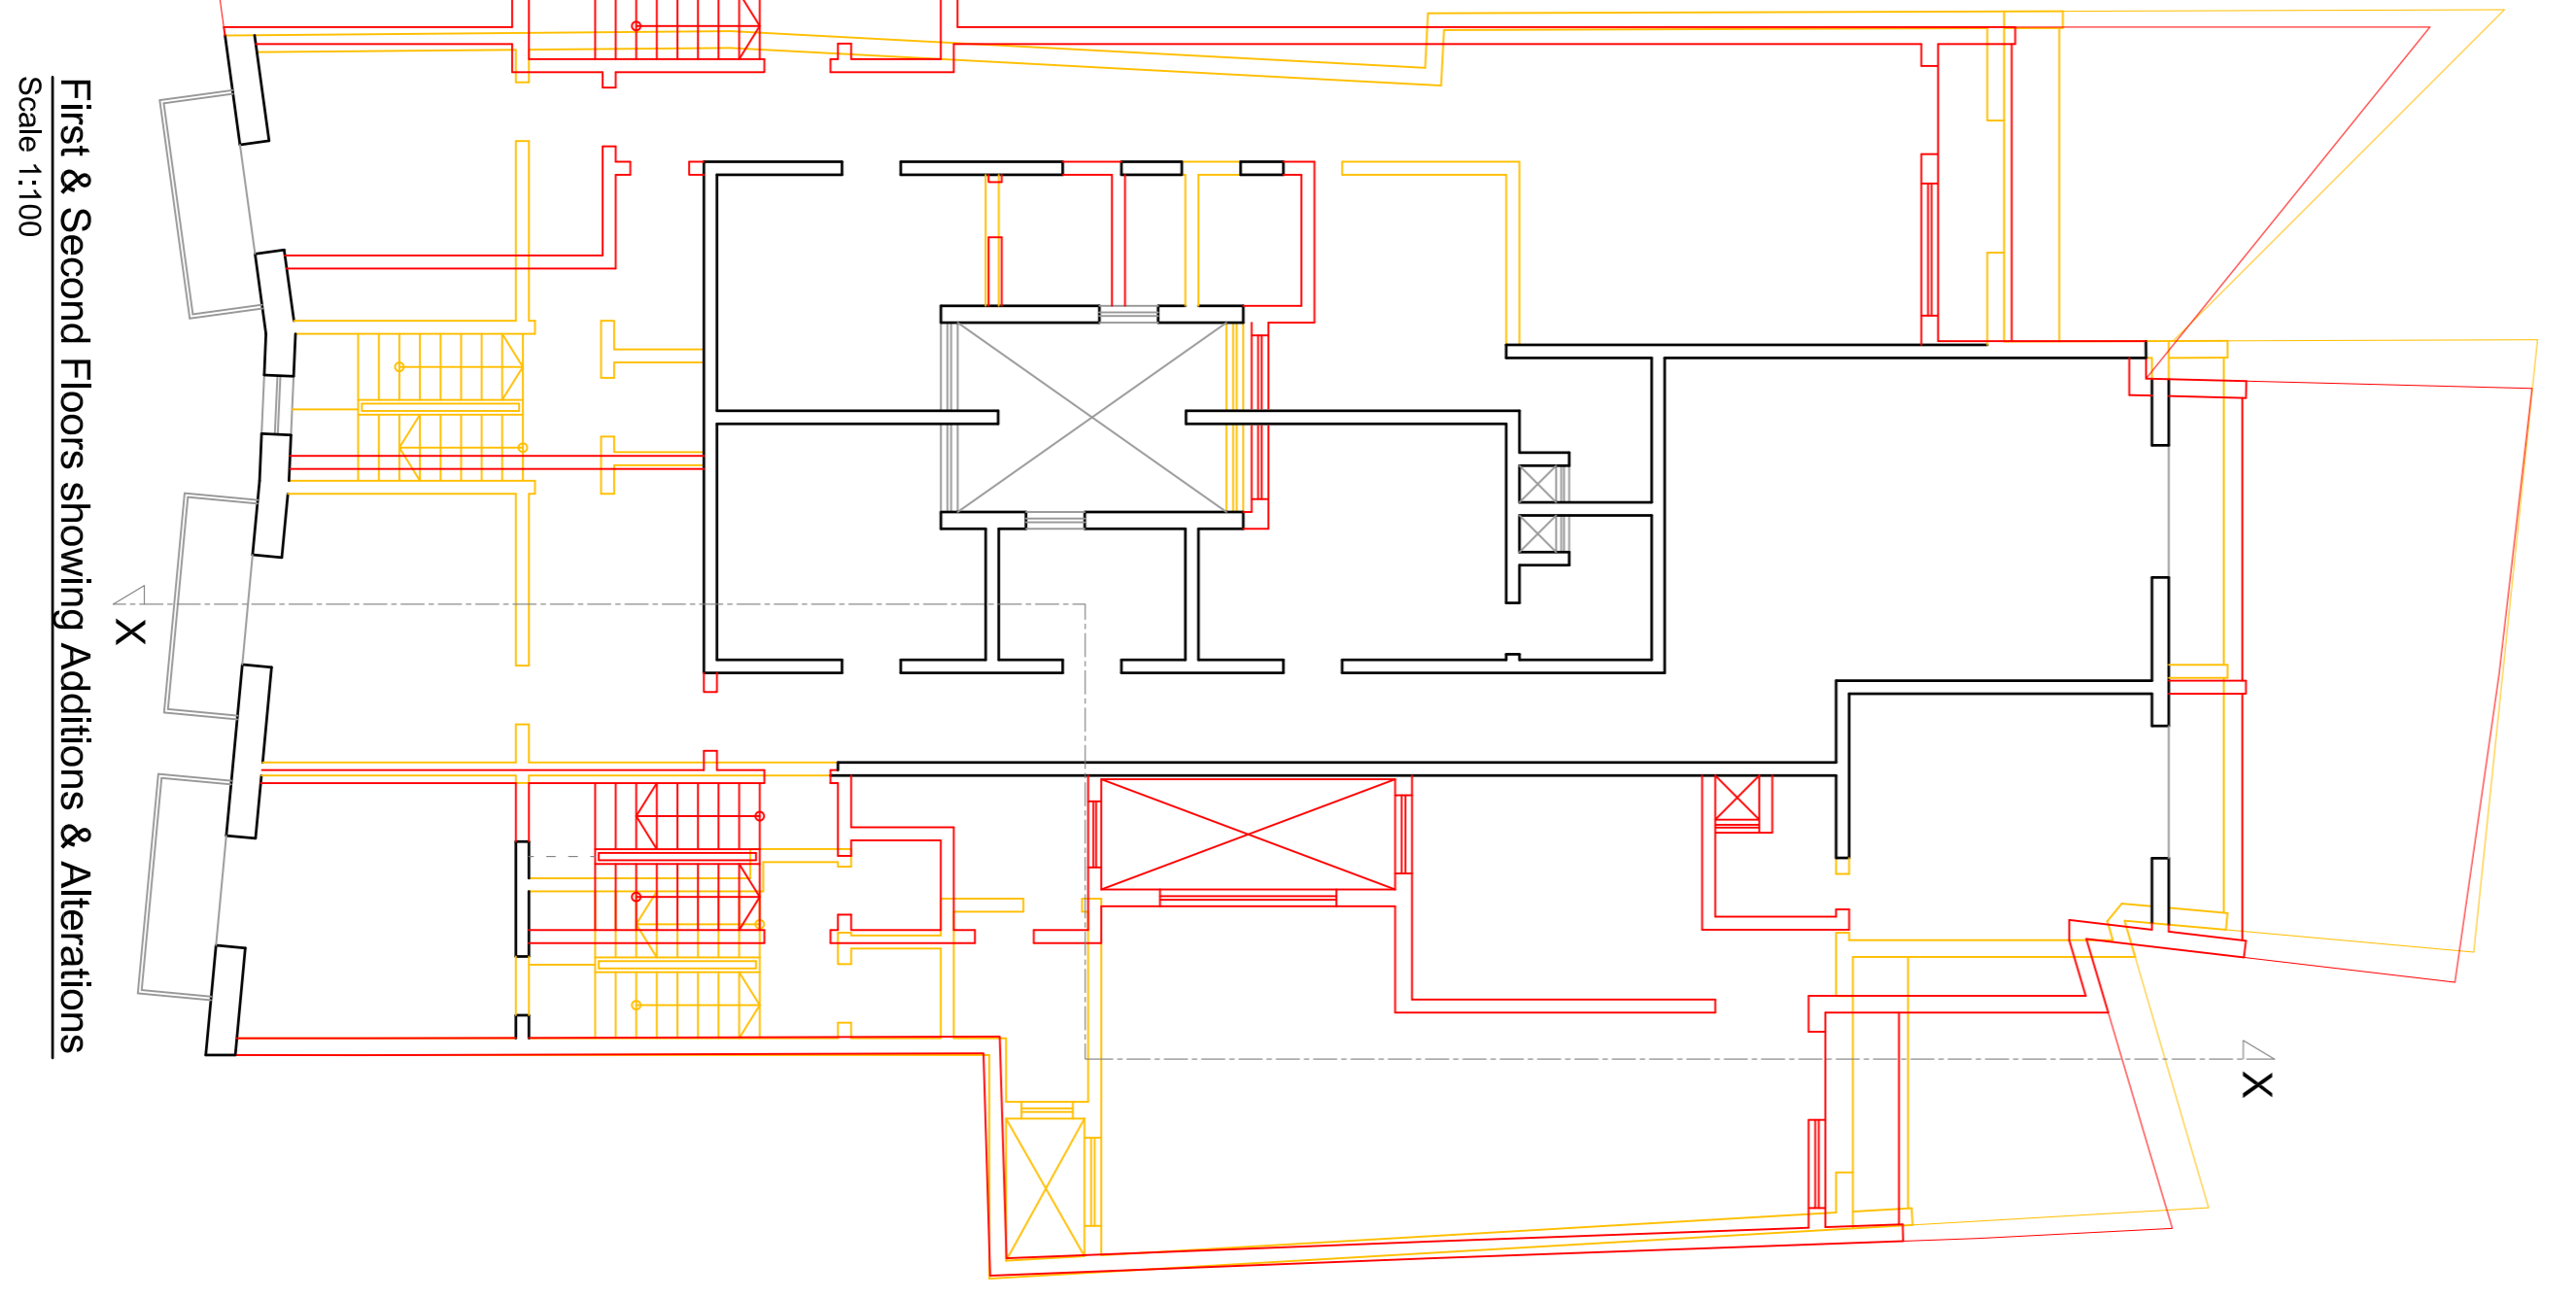 First & Second Floors showing Additions & Alterations
Scale 1:100
X
X